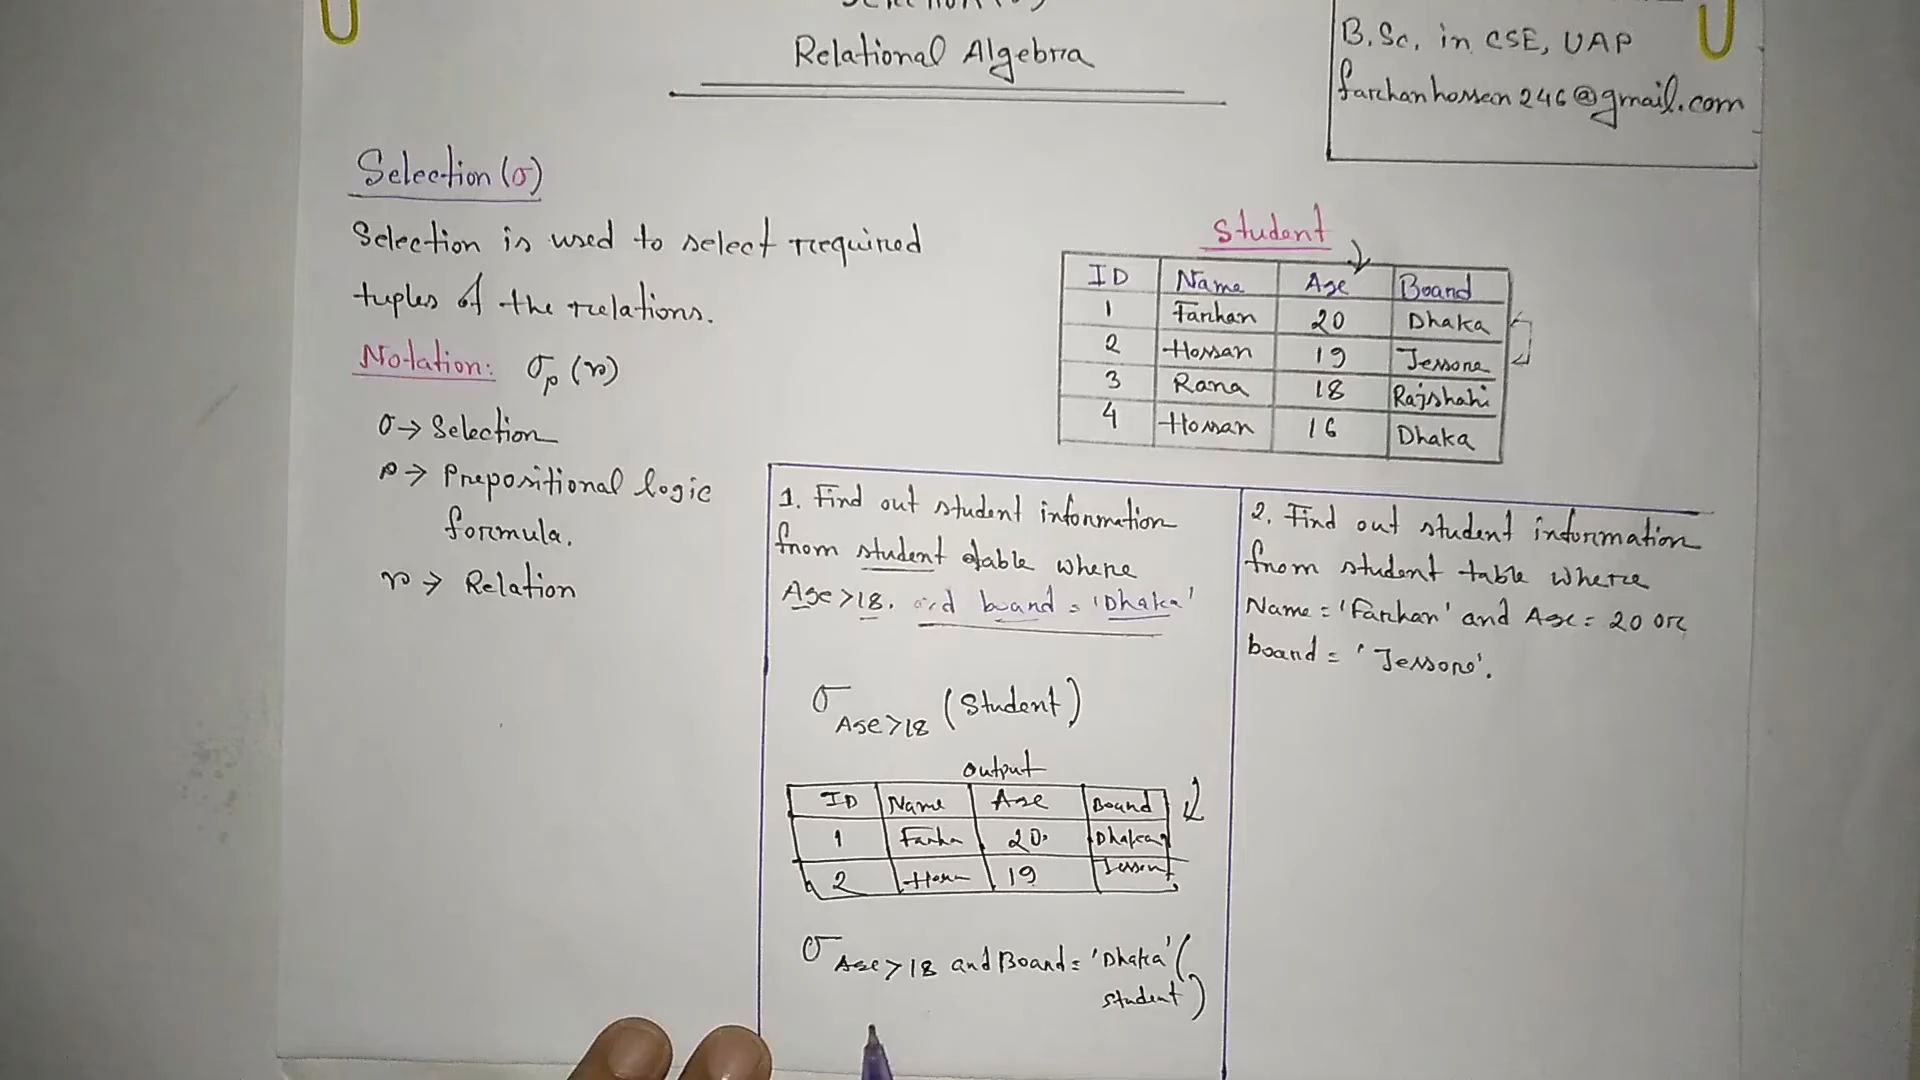 Relational Algebra
B.Sc. in CSE, UAP
farhanhossen246@gmail.com
Selection (σ)
Selection is used to select required
tuples of the relations.
Notation: σp (r)
σ → Selection
p → Prepositional logic
formula.
r → Relation
Student
ID Name Age Board
1 Farhan 20 Dhaka
2 Hossan 19 Jessore
3 Rana 18 Rajshahi
4 Hossan 16 Dhaka
1. Find out student information
from student table where
Age > 18. and board = 'Dhaka'
σ Age > 18 (Student)
output
ID Name Age Board
1 Farha 20 Dhaka
2 19
σ Age > 18 and Board = 'Dhaka' (
student)
2. Find out student information
from student table where
Name = 'Farhan' and Age = 20 or
board = 'Jessore'.